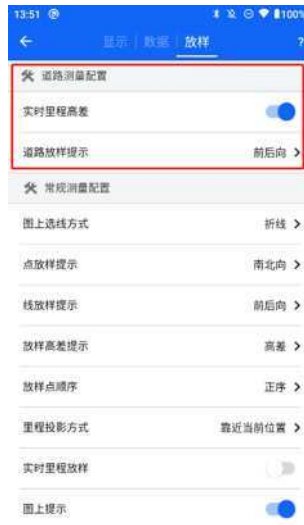 13:51 100%
显示 | 数据 | 放样 ?
道路测量配置
实时里程高差
道路放样提示 前后向
常规测量配置
图上选线方式 折线
点放样提示 南北向
线放样提示 前后向
放样高差提示 高差
放样点顺序 正序
里程投影方式 靠近当前位置
实时里程放样
图上提示